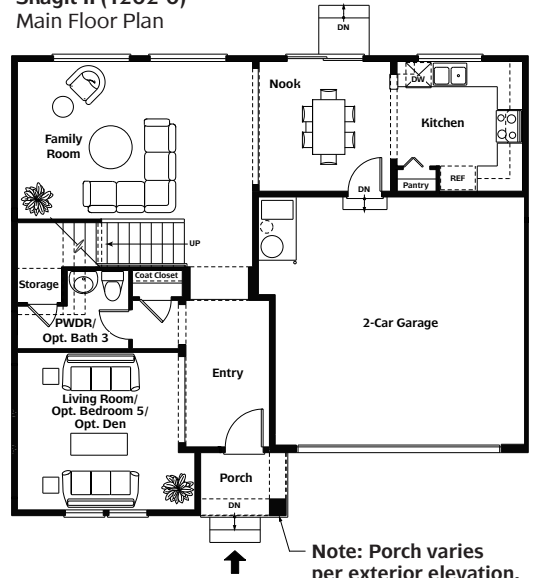 Main Floor Plan
DN
Nook
DW
Kitchen
Family
Room
DN
Pantry
REF
UP
Storage
Coat Closet
PWDR/
Opt. Bath 3
2-Car Garage
Entry
Living Room/
Opt. Bedroom 5/
Opt. Den
Porch
DN
Note: Porch varies
per exterior elevation.